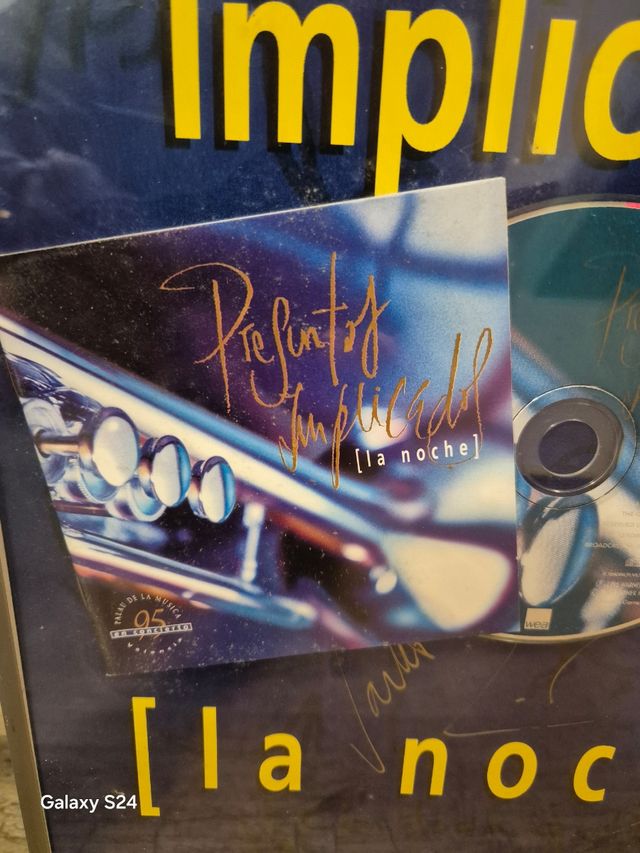 Implic
Presuntos
Implicados
[la noche]
PALAU DE LA MUSICA
95
en concierto
wea
[la noc
Galaxy S24